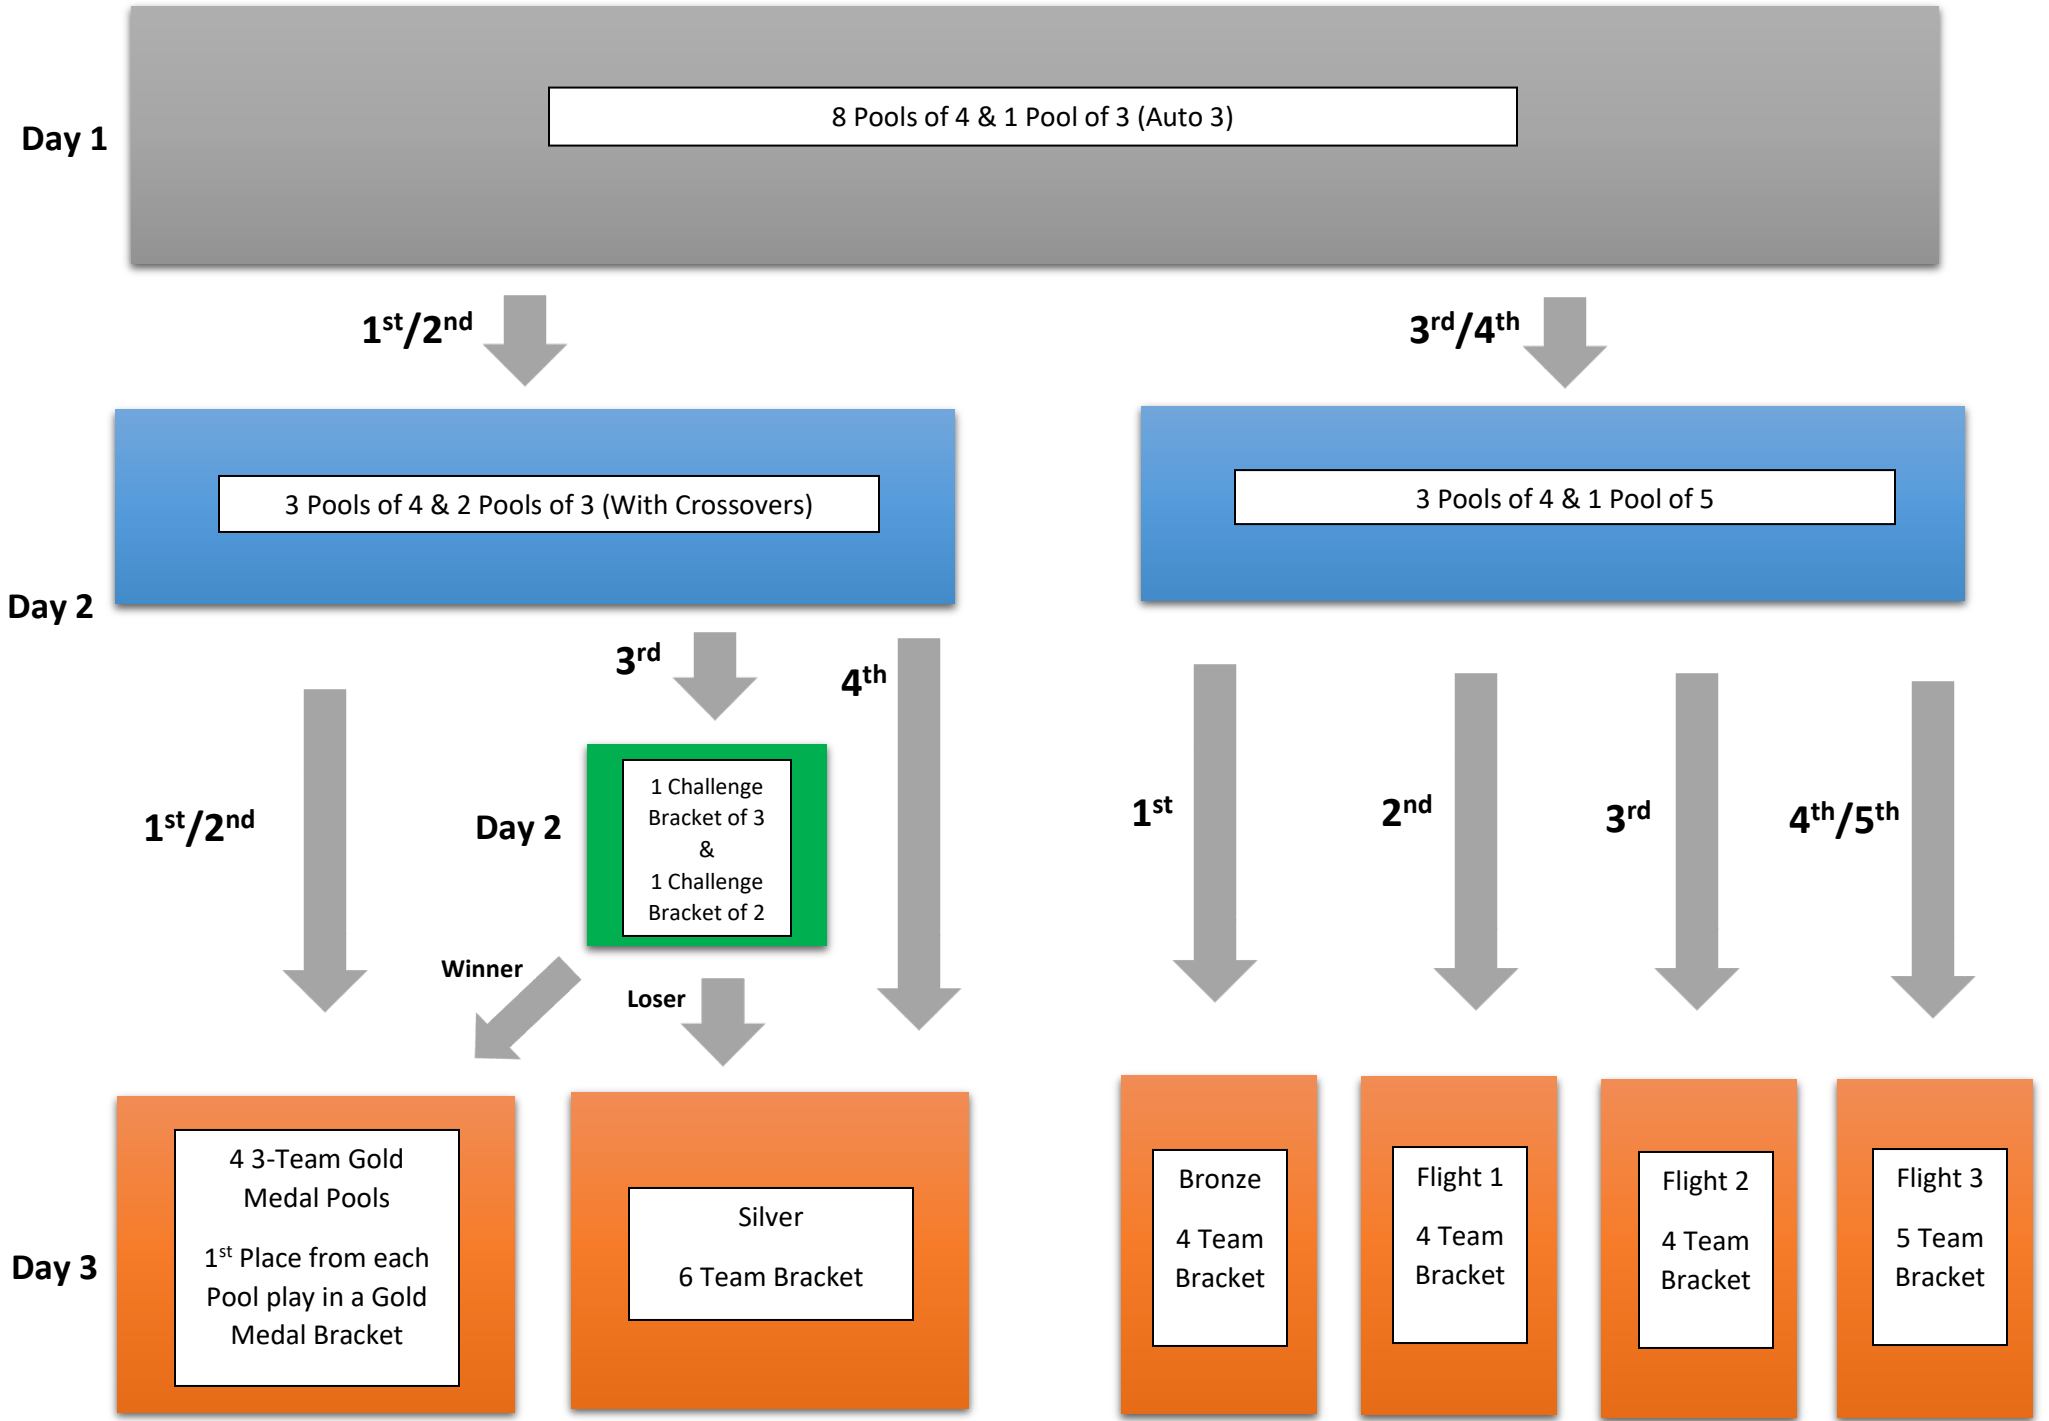 8 Pools of 4 & 1 Pool of 3 (Auto 3)
Day 1
1st/2nd
3rd/4th
3 Pools of 4 & 2 Pools of 3 (With Crossovers)
3 Pools of 4 & 1 Pool of 5
Day 2
3rd
4th
1st/2nd
Day 2
1 Challenge
Bracket of 3
&
1 Challenge
Bracket of 2
1st
2nd
3rd
4th/5th
Winner
Loser
Day 3
4 3-Team Gold
Medal Pools
1st Place from each
Pool play in a Gold
Medal Bracket
Silver
6 Team Bracket
Bronze
4 Team
Bracket
Flight 1
4 Team
Bracket
Flight 2
4 Team
Bracket
Flight 3
5 Team
Bracket